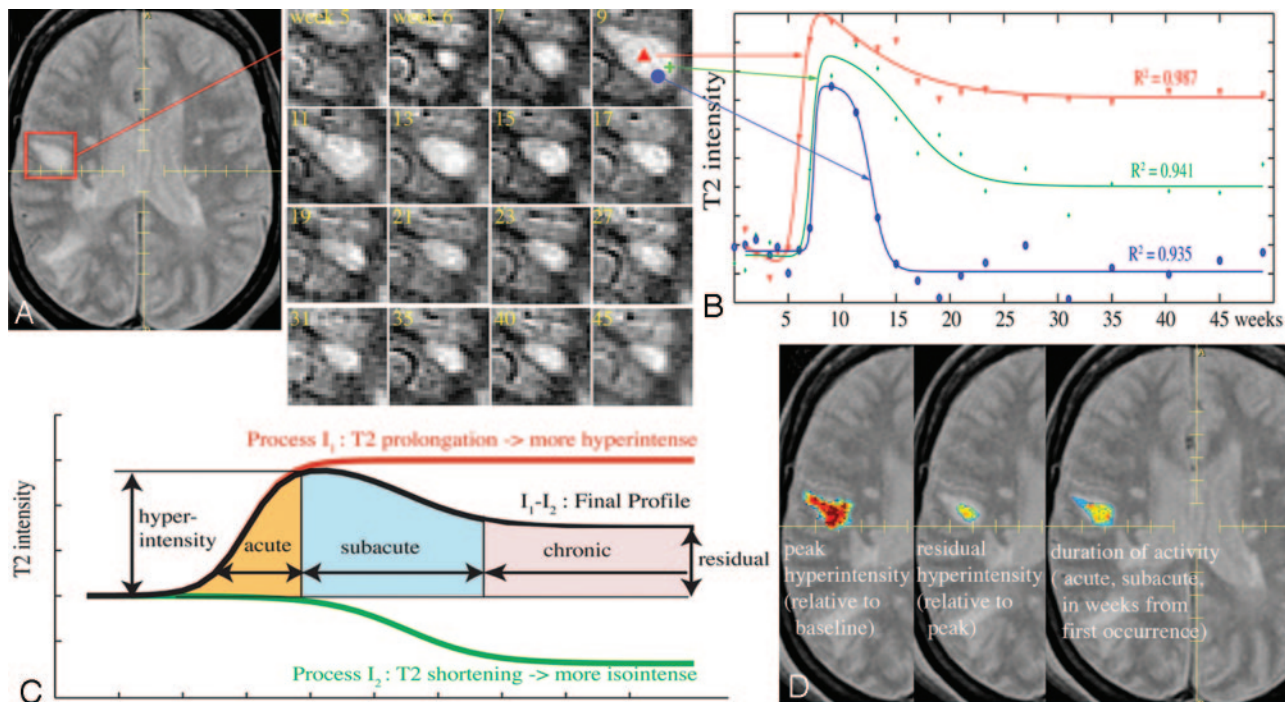 A
week 5
week 6
7
9
11
13
15
17
19
21
23
27
31
35
40
45
B
T2 intensity
R² = 0.987
R² = 0.941
R² = 0.935
5 10 15 20 25 30 35 40 45 weeks
C
T2 intensity
Process I₁ : T2 prolongation -> more hyperintense
I₁-I₂ : Final Profile
hyper-
intensity
acute
subacute
chronic
residual
Process I₂ : T2 shortening -> more isointense
D
peak
hyperintensity
(relative to
baseline)
residual
hyperintensity
(relative to
peak)
duration of activity
( acute, subacute,
in weeks from
first occurrence)